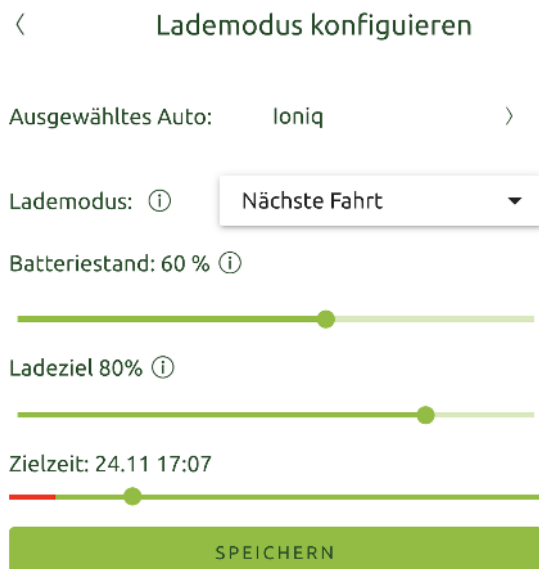 Lademodus konfiguieren
Ausgewähltes Auto: Ioniq
Lademodus: Nächste Fahrt
Batteriestand: 60 %
Ladeziel 80%
Zielzeit: 24.11 17:07
SPEICHERN